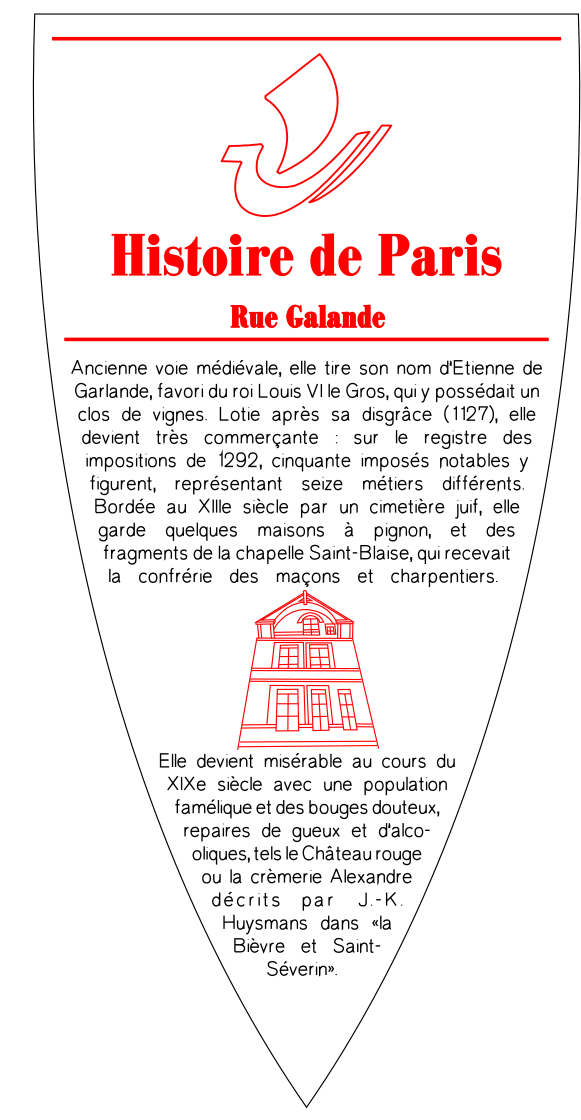 Histoire de Paris
Rue Galande
Ancienne voie médiévale, elle tire son nom d'Etienne de
Garlande, favori du roi Louis VI le Gros, qui y possédait un
clos de vignes. Lotie après sa disgrâce (1127), elle
devient très commerçante : sur le registre des
impositions de 1292, cinquante imposés notables y
figurent, représentant seize métiers différents.
Bordée au XIIIe siècle par un cimetière juif, elle
garde quelques maisons à pignon, et des
fragments de la chapelle Saint-Blaise, qui recevait
la confrérie des maçons et charpentiers.
Elle devient misérable au cours du
XIXe siècle avec une population
famélique et des bouges douteux,
repaires de gueux et d'alco-
oliques, tels le Château rouge
ou la crèmerie Alexandre
décrits par J.-K.
Huysmans dans «la
Bièvre et Saint-
Séverin».